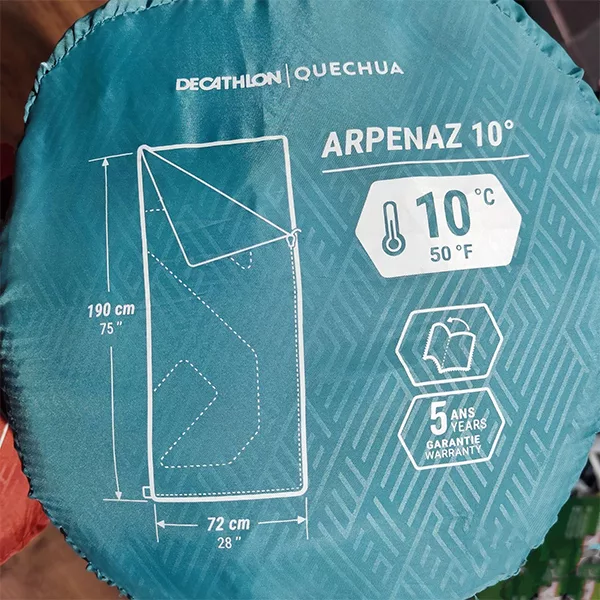 DECATHLON | QUECHUA
ARPENAZ 10°
10 °C
50 °F
190 cm
75 "
5 ANS
YEARS
GARANTIE
WARRANTY
72 cm
28 "